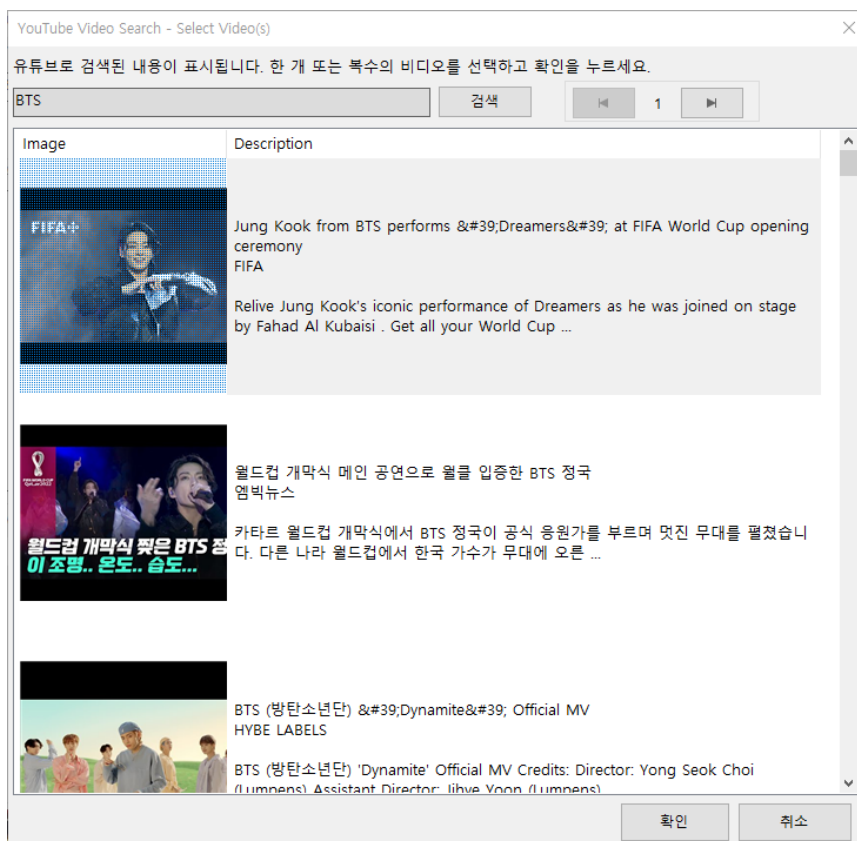 YouTube Video Search - Select Video(s)
유튜브로 검색된 내용이 표시됩니다. 한 개 또는 복수의 비디오를 선택하고 확인을 누르세요.
BTS
검색
1
Image
Description
FIFA+
Jung Kook from BTS performs &#39;Dreamers&#39; at FIFA World Cup opening
ceremony
FIFA
Relive Jung Kook's iconic performance of Dreamers as he was joined on stage
by Fahad Al Kubaisi . Get all your World Cup ...
월드컵 개막식 찢은 BTS 정
이 조명.. 온도.. 습도...
월드컵 개막식 메인 공연으로 월클 입증한 BTS 정국
엠빅뉴스
카타르 월드컵 개막식에서 BTS 정국이 공식 응원가를 부르며 멋진 무대를 펼쳤습니
다. 다른 나라 월드컵에서 한국 가수가 무대에 오른 ...
BTS (방탄소년단) &#39;Dynamite&#39; Official MV
HYBE LABELS
BTS (방탄소년단) 'Dynamite' Official MV Credits: Director: Yong Seok Choi
(Lumpens) Assistant Director: Jihye Yoon (Lumpens)
확인
취소